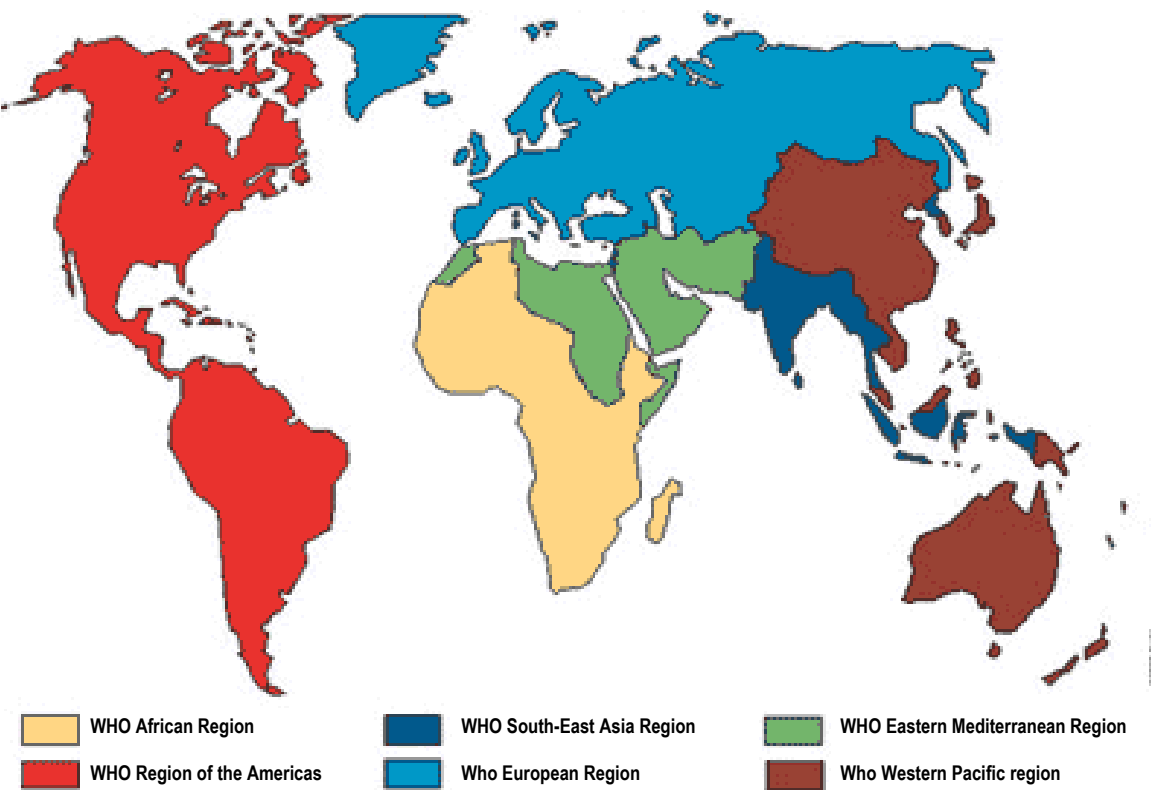 WHO African Region
WHO South-East Asia Region
WHO Eastern Mediterranean Region
WHO Region of the Americas
Who European Region
Who Western Pacific region